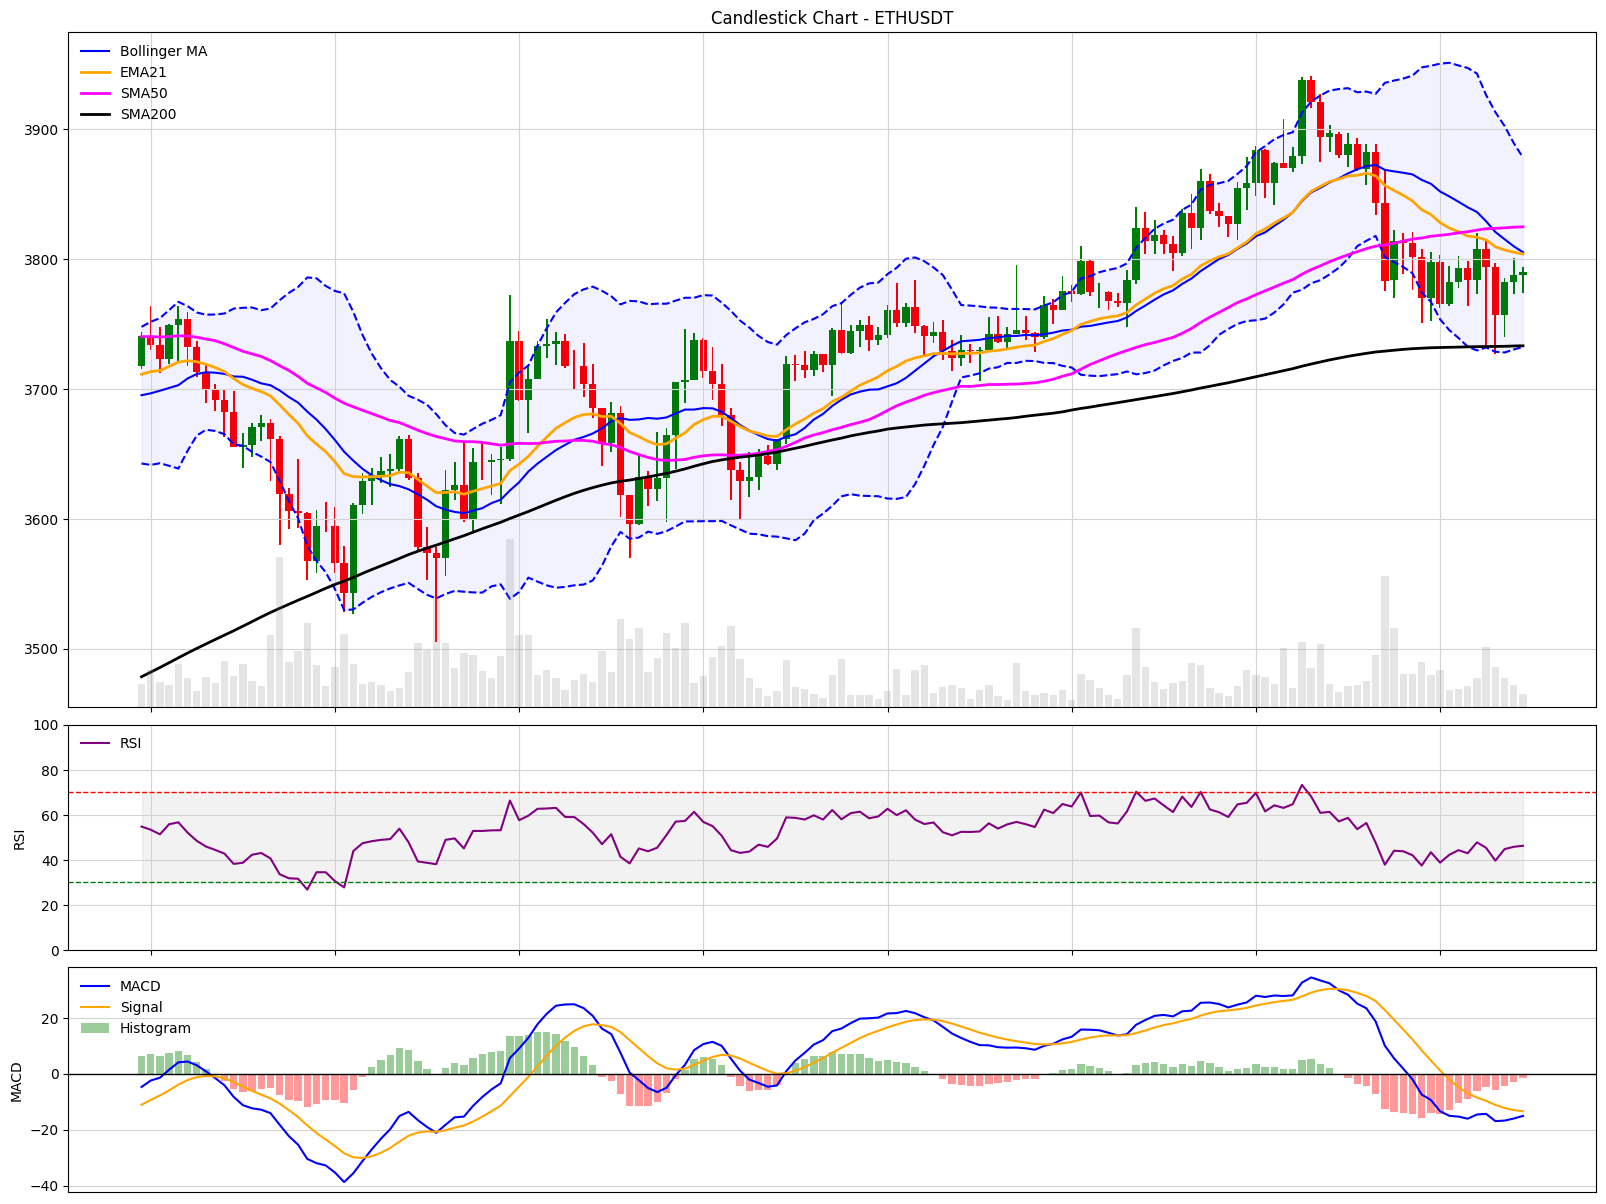 Candlestick Chart - ETHUSDT
Bollinger MA
EMA21
SMA50
SMA200
3900
3800
3700
3600
3500
100
80
60
40
20
0
RSI
RSI
20
0
−20
−40
MACD
MACD
Signal
Histogram